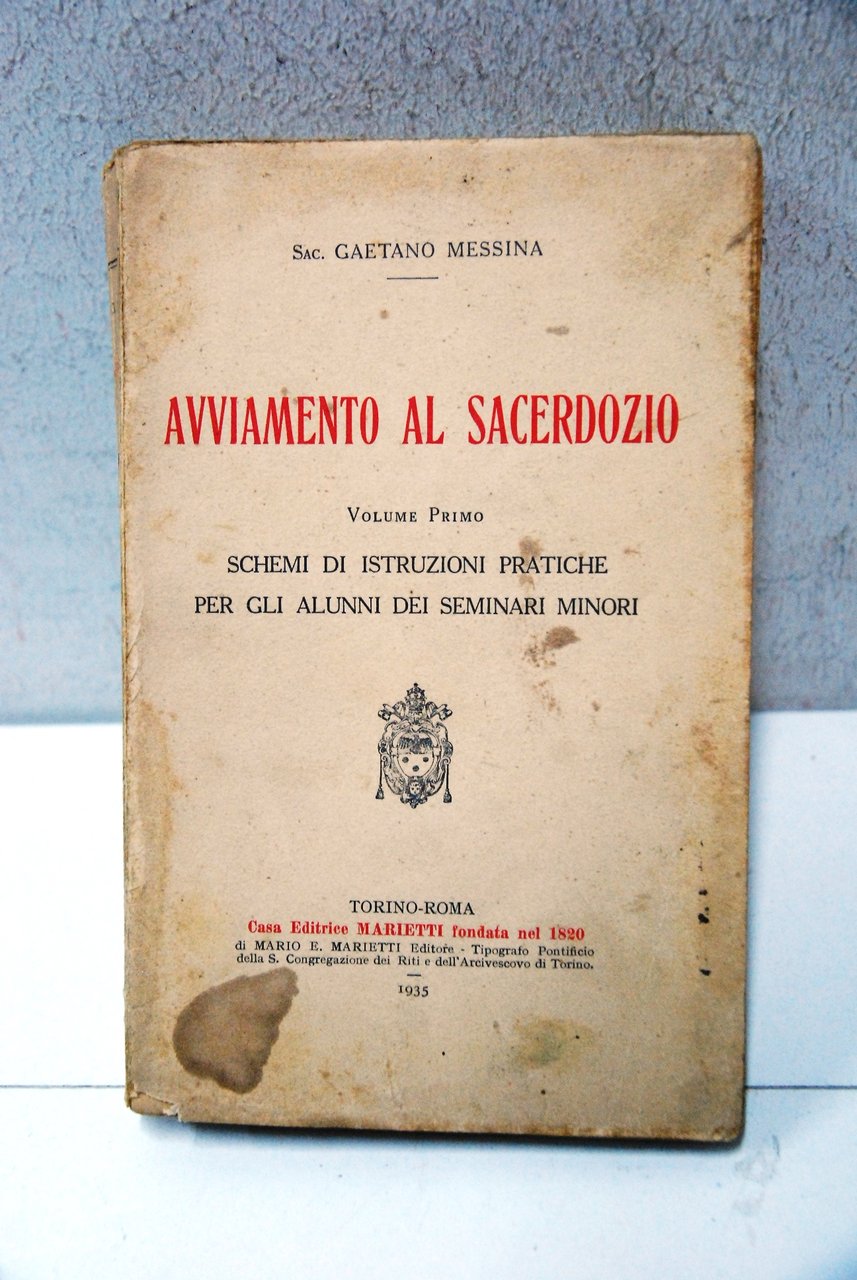 Sac. GAETANO MESSINA
AVVIAMENTO AL SACERDOZIO
Volume Primo
SCHEMI DI ISTRUZIONI PRATICHE
PER GLI ALUNNI DEI SEMINARI MINORI
TORINO-ROMA
Casa Editrice MARIETTI fondata nel 1820
di MARIO E. MARIETTI Editore - Tipografo Pontificio
della S. Congregazione dei Riti e dell'Arcivescovo di Torino.
1935